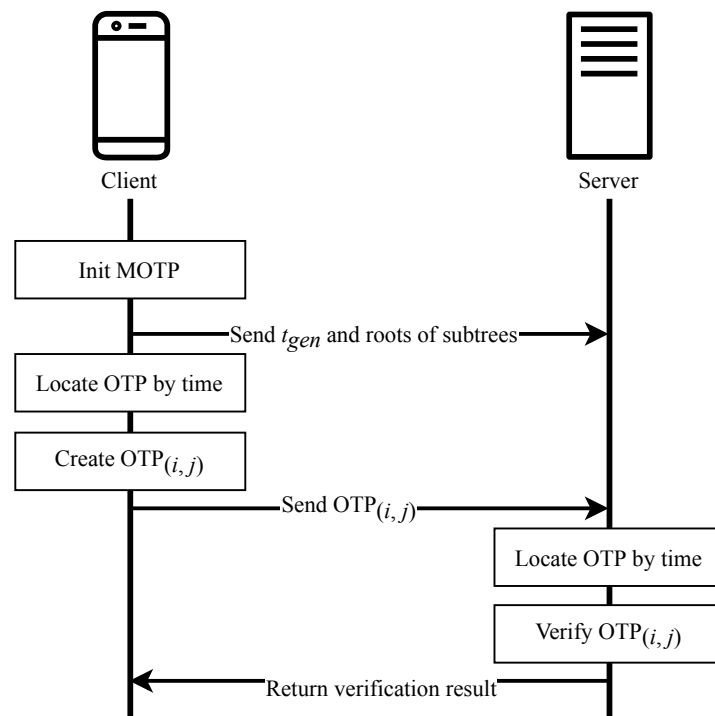 Client
Server
Init MOTP
Send t_gen and roots of subtrees
Locate OTP by time
Create OTP_(i, j)
Send OTP_(i, j)
Locate OTP by time
Verify OTP_(i, j)
Return verification result